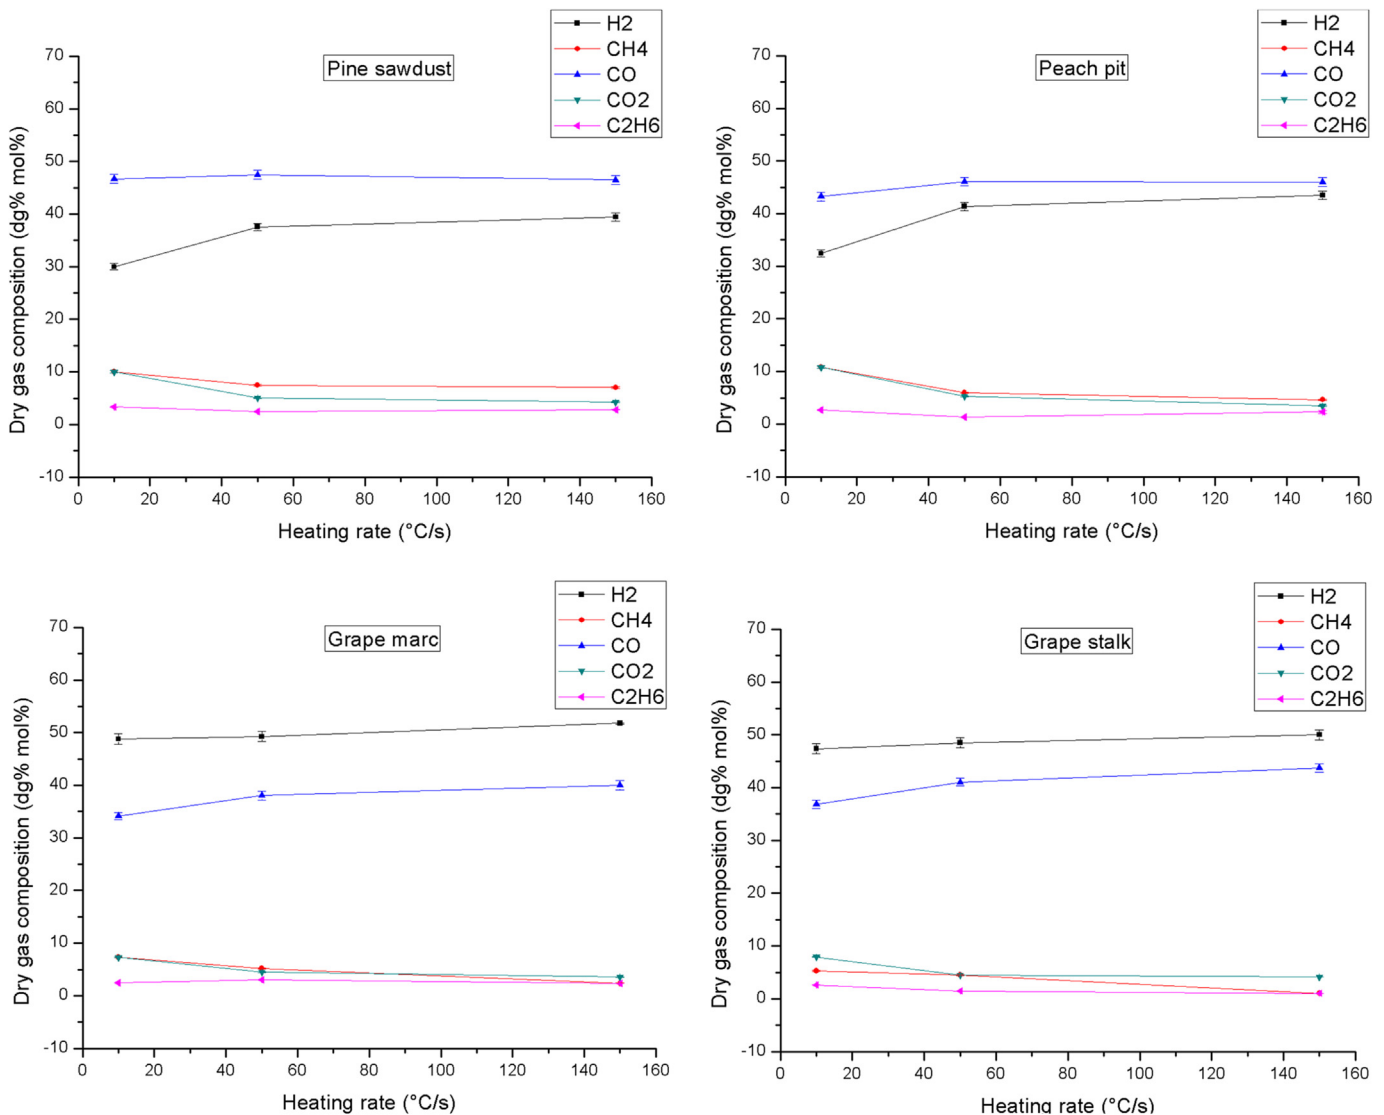 H2
CH4
CO
CO2
C2H6
Pine sawdust
Dry gas composition (dg% mol%)
70
60
50
40
30
20
10
0
-10
0 20 40 60 80 100 120 140 160
Heating rate (°C/s)
H2
CH4
CO
CO2
C2H6
Peach pit
Dry gas composition (dg% mol%)
70
60
50
40
30
20
10
0
-10
0 20 40 60 80 100 120 140 160
Heating rate (°C/s)
H2
CH4
CO
CO2
C2H6
Grape marc
Dry gas composition (dg% mol%)
70
60
50
40
30
20
10
0
-10
0 20 40 60 80 100 120 140 160
Heating rate (°C/s)
H2
CH4
CO
CO2
C2H6
Grape stalk
Dry gas composition (dg% mol%)
70
60
50
40
30
20
10
0
-10
0 20 40 60 80 100 120 140 160
Heating rate (°C/s)